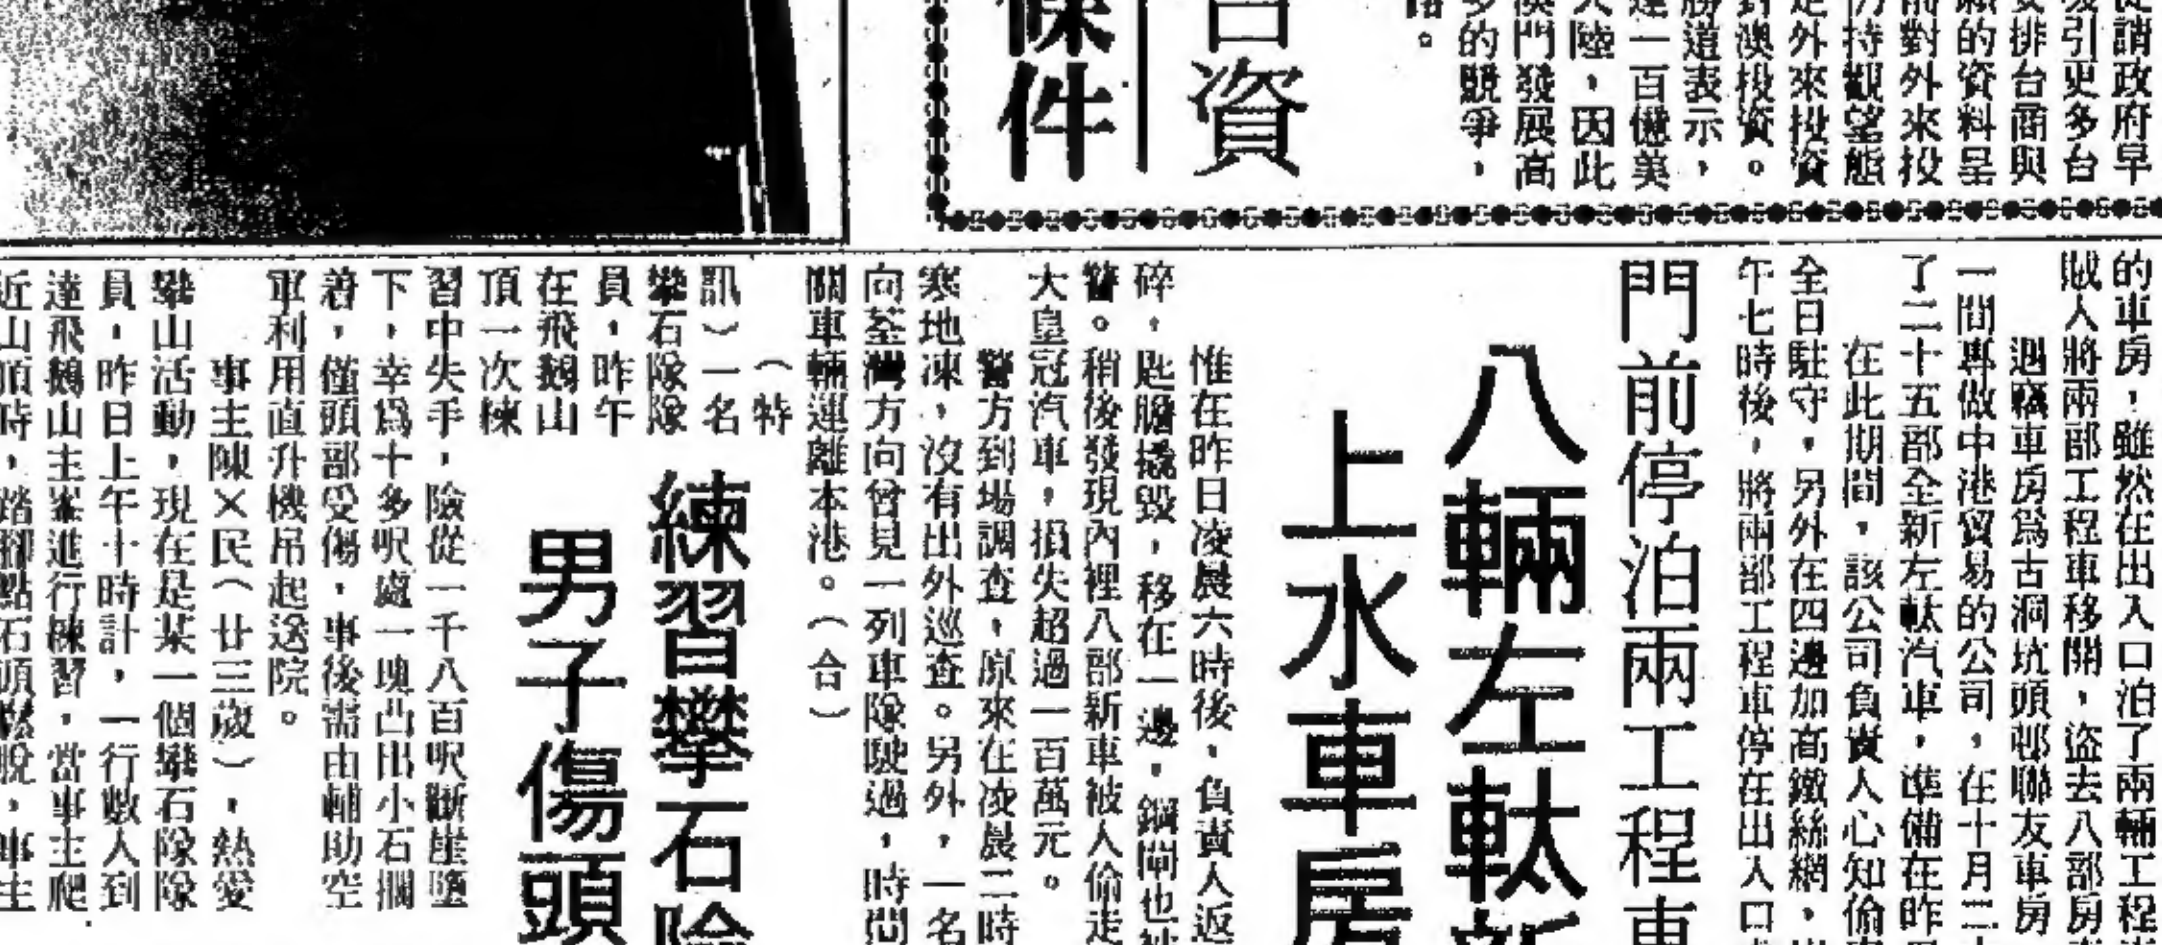 從請政府早
發引更多台
安排台商與
的資料呈
前對外來投
仍持觀望態
定外來投資
對澳投資。
勝道表示，
達一百億美
大陸，因此
澳門發展高
多的競爭，
路。
台資
條件
的車房，雖然在出入口泊了兩輛工程
賊人將兩部工程車移開，盜去八部房
遇竊車房爲古洞坑頭邨聯友車房
一間專做中港貿易的公司，在十月二
了二十五部全新左軚汽車，準備在昨
在此期間，該公司負責人心知偷
全日駐守，另外在四邊加高鐵絲網，
午七時後，將兩部工程車停在出入口
門前停泊兩工程車
八輛左軚新
上水車房
惟在昨日凌晨六時後，負責人返
碎，匙膽撬毀，移在一邊，鋼閘也被
警。稍後發現內裡八部新車被人偷走
大皇冠汽車，損失超過一百萬元。
警方到場調查，原來在凌晨二時
寒地凍，沒有出外巡查。另外，一名
向荃灣方向曾見一列車隊駛過，時間
關車輛運離本港。（合）
練習攀石險
男子傷頭
（特
訊）一名
攀石隊隊
員，昨午
在飛鵝山
頂一次練
習中失手，險從一千八百呎斷崖墮
下，幸爲十多呎處一塊凸出小石攔
着，僅頭部受傷，事後需由輔助空
軍利用直升機吊起送院。
事主陳×民（廿三歲），熱愛
攀山活動，現在是某一個攀石隊隊
員，昨日上午十時計，一行數人到
達飛鵝山主峯進行練習，當事主爬
近山頂時，踏腳點石頭鬆脫，事主